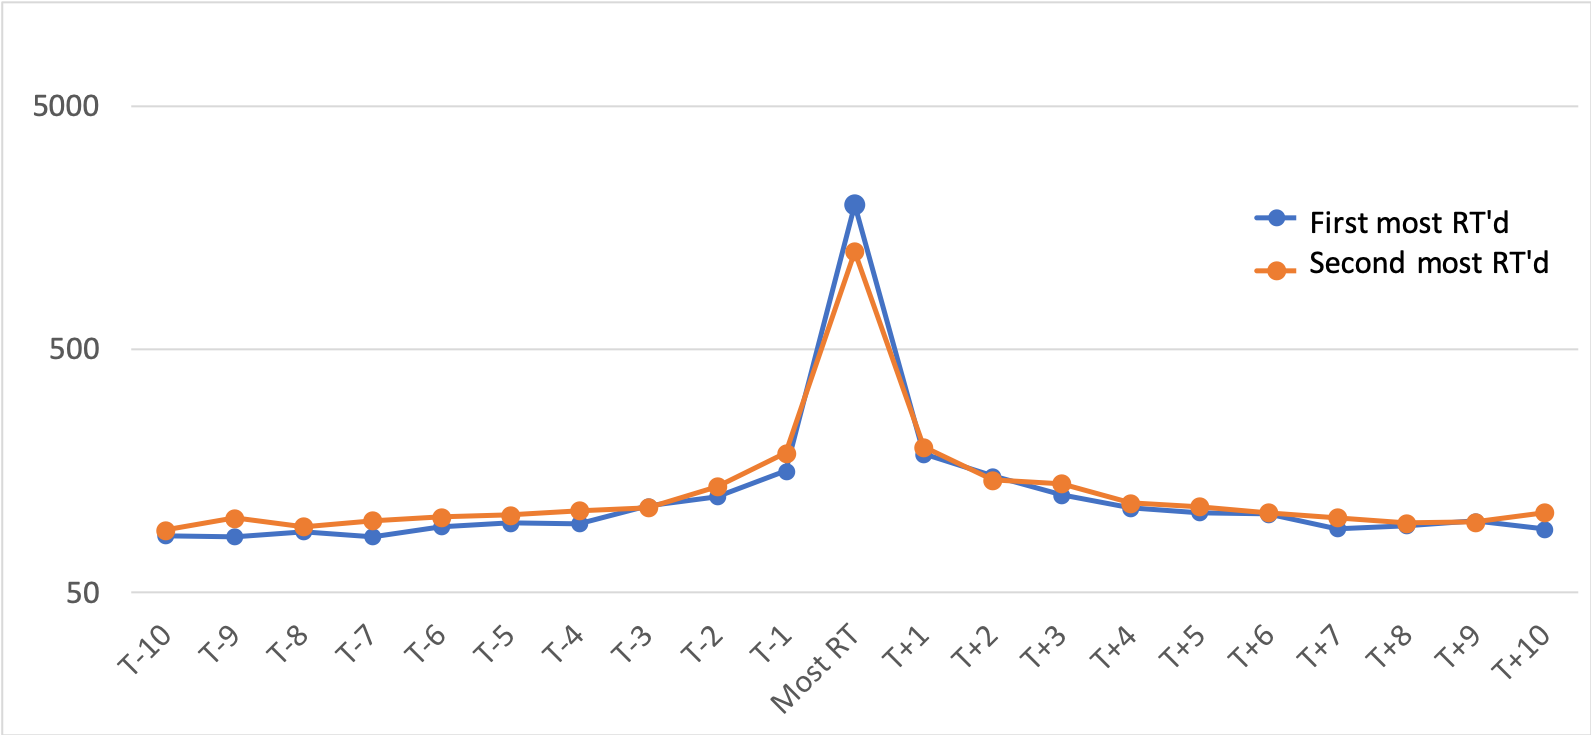 5000
500
50
First most RT'd
Second most RT'd
T-10
T-9
T-8
T-7
T-6
T-5
T-4
T-3
T-2
T-1
Most RT
T+1
T+2
T+3
T+4
T+5
T+6
T+7
T+8
T+9
T+10